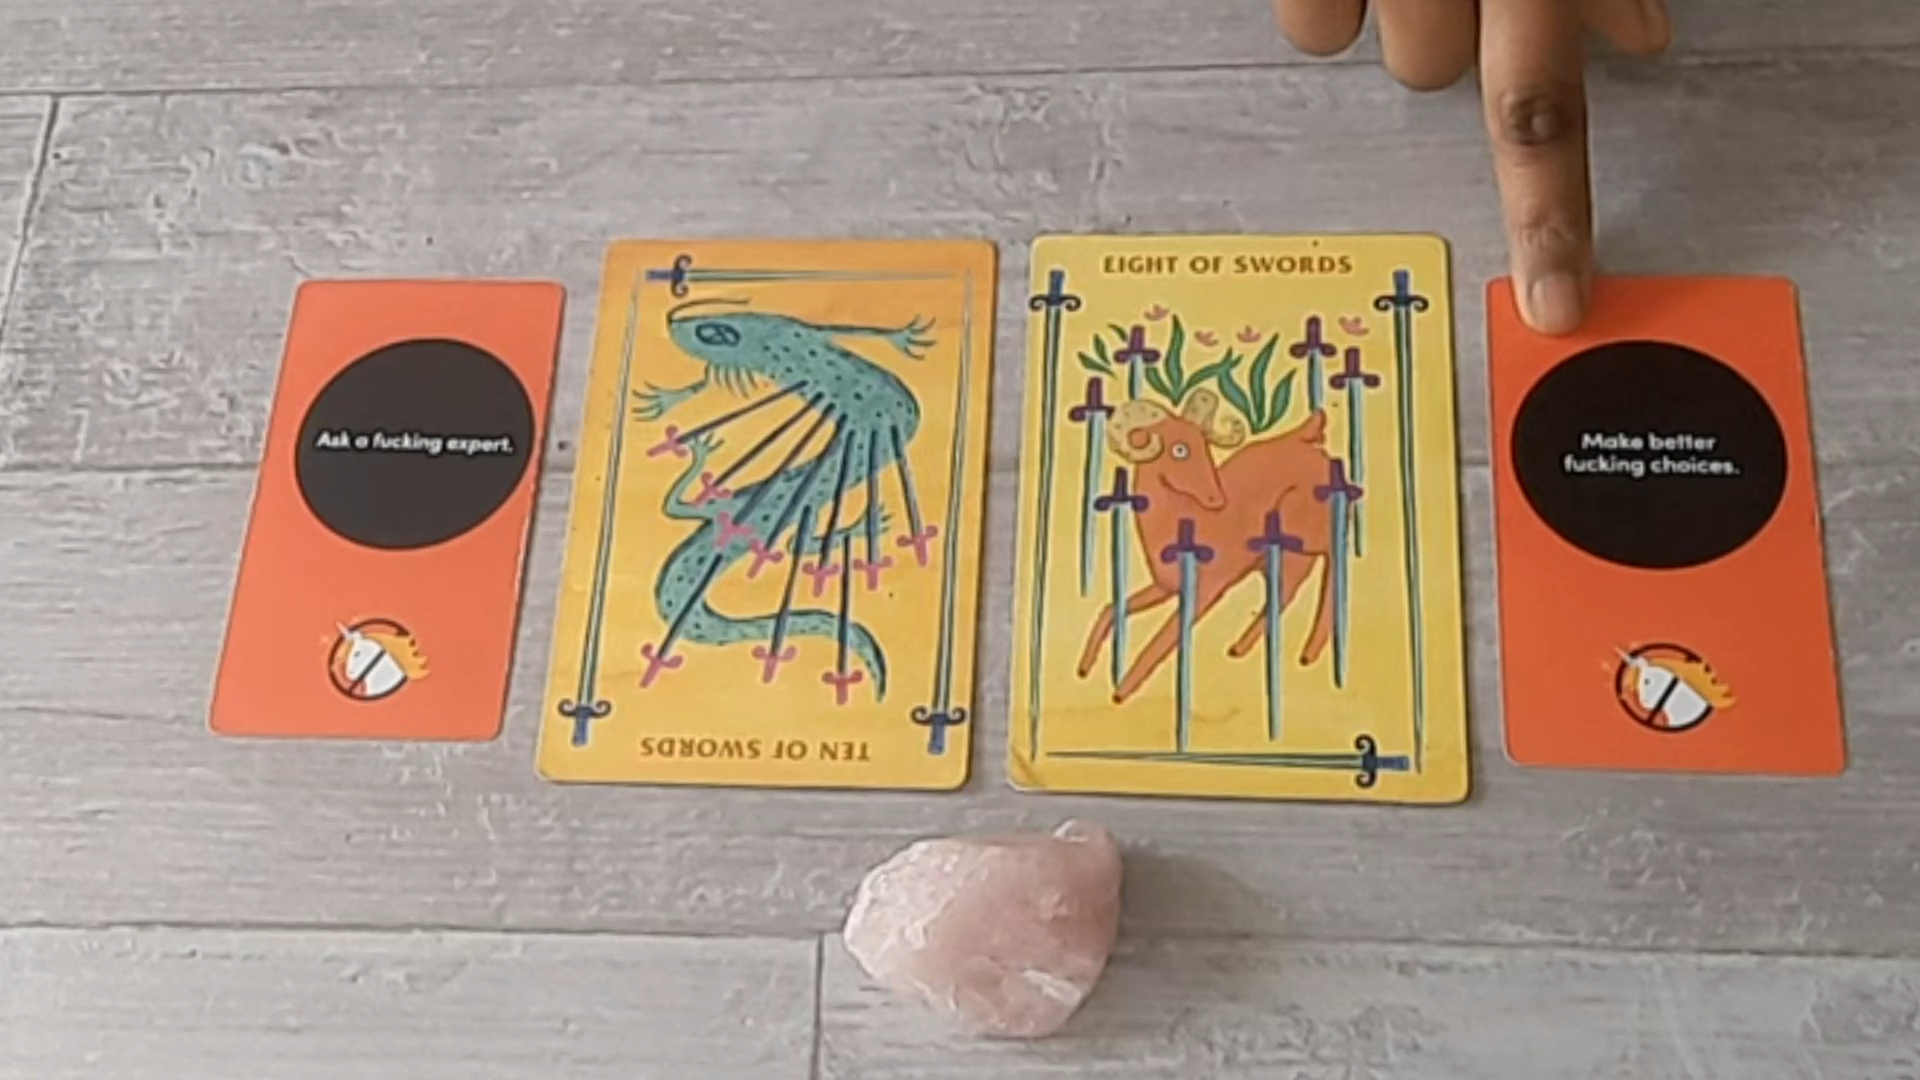 Ask a fucking expert.
TEN OF SWORDS
EIGHT OF SWORDS
Make better
fucking choices.